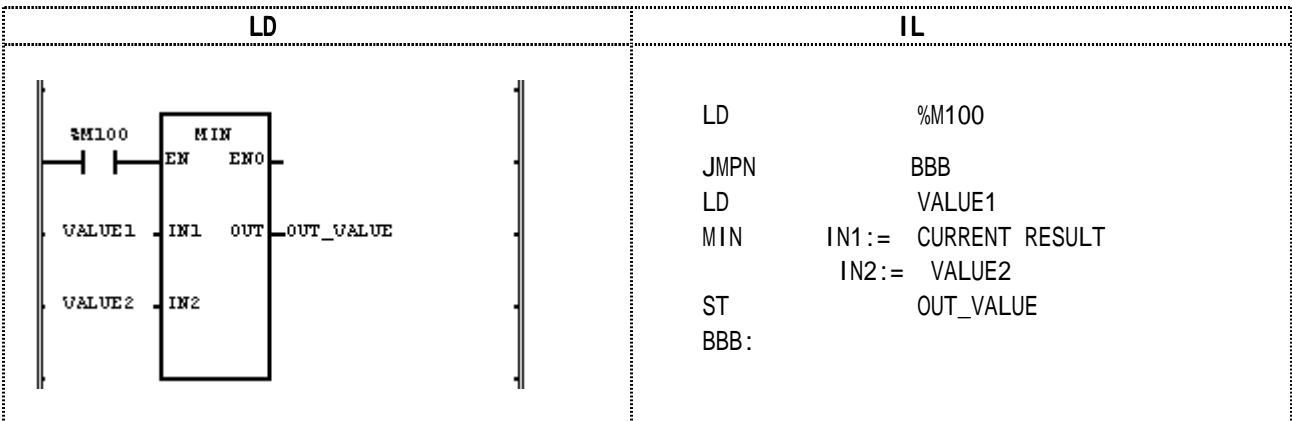 LD
IL
%M100
MIN
EN ENO
VALUE1 IN1 OUT OUT_VALUE
VALUE2 IN2
LD %M100
JMPN BBB
LD VALUE1
MIN IN1:= CURRENT RESULT
IN2:= VALUE2
ST OUT_VALUE
BBB: